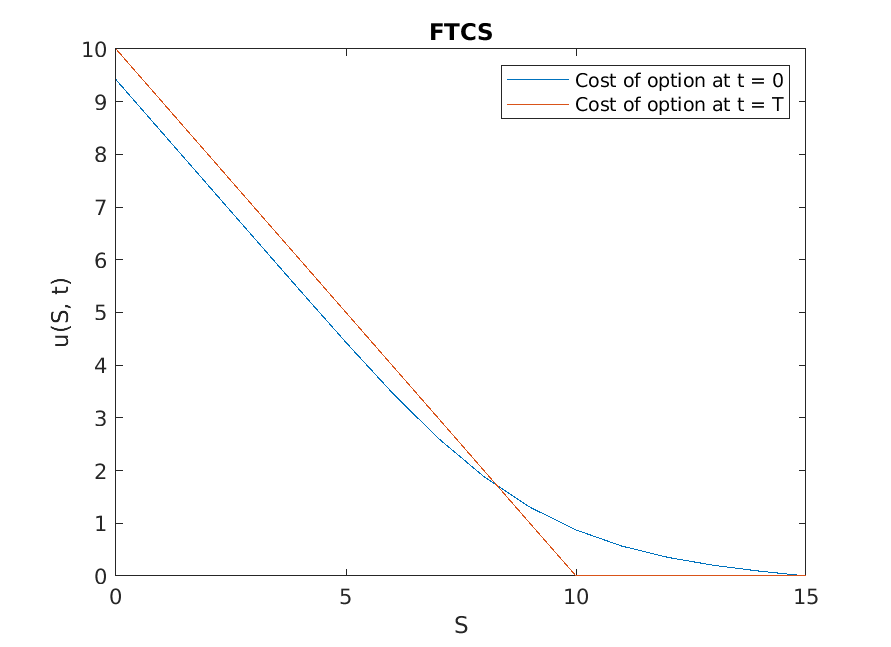 FTCS
Cost of option at t = 0
Cost of option at t = T
u(S, t)
10
9
8
7
6
5
4
3
2
1
0
0 5 10 15
S